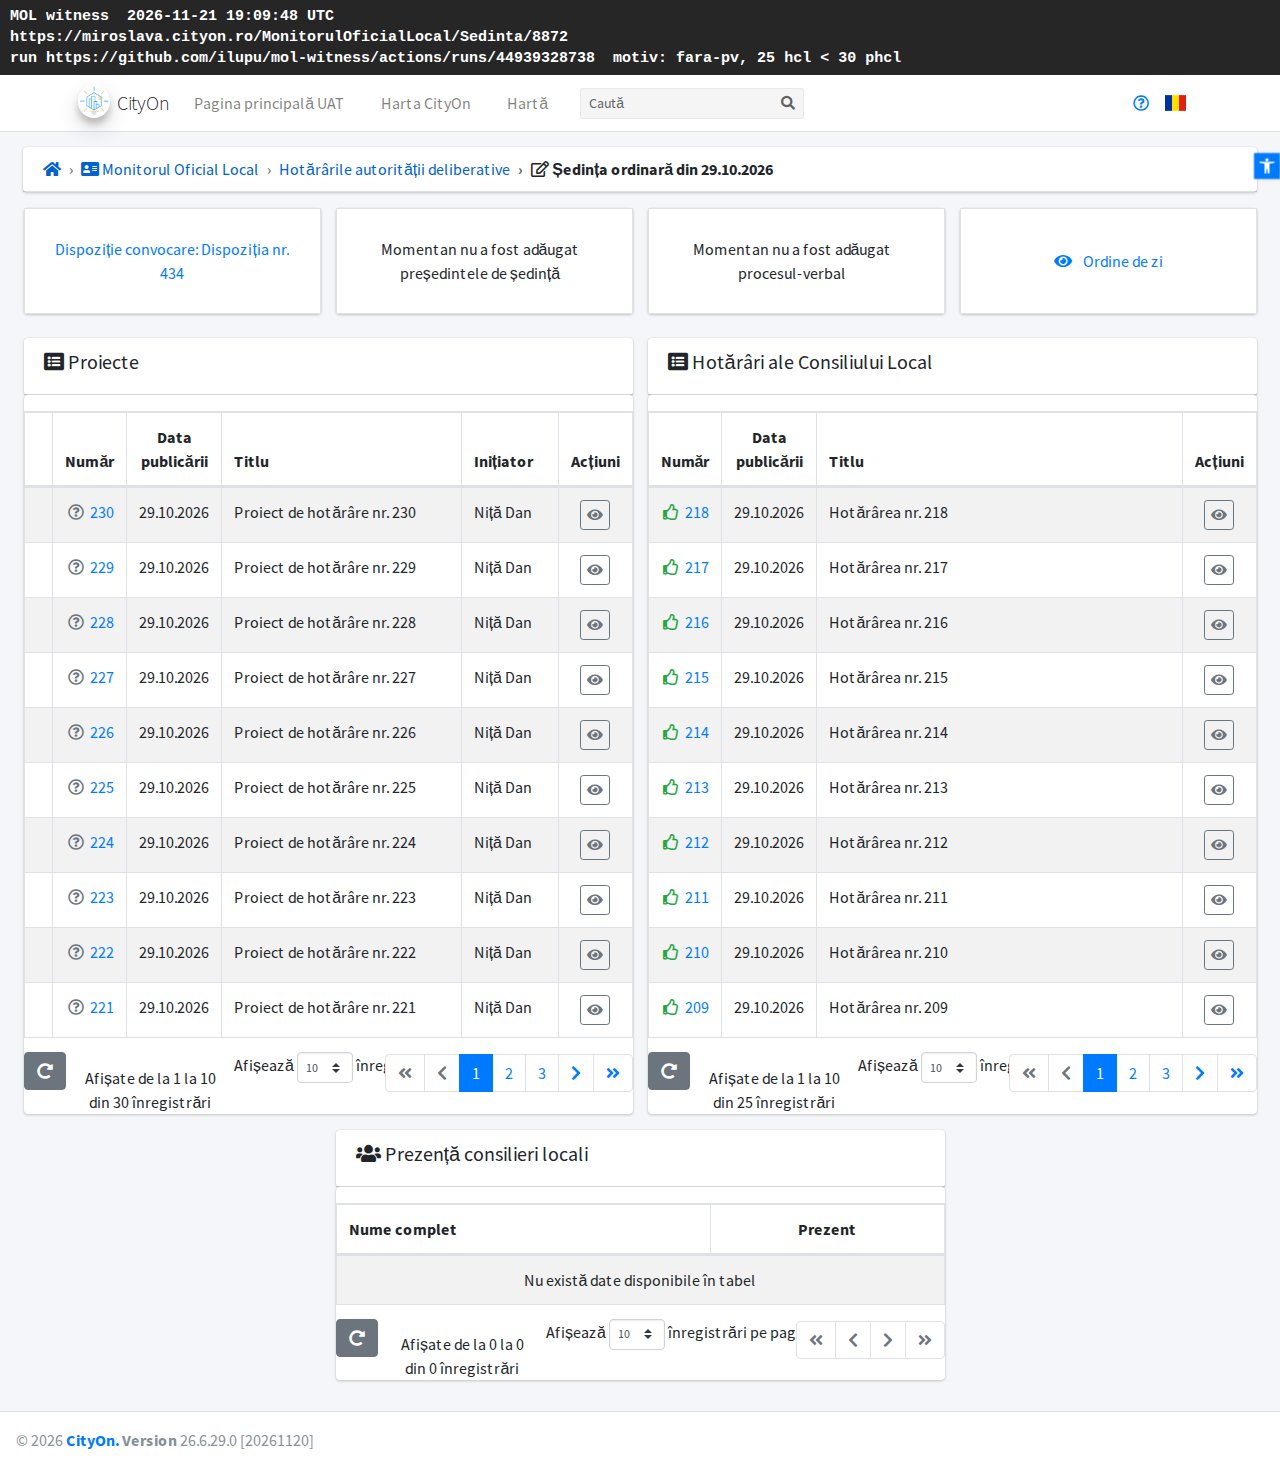 MOL witness  2026-11-21 19:09:48 UTC
https://miroslava.cityon.ro/MonitorulOficialLocal/Sedinta/8872
run https://github.com/ilupu/mol-witness/actions/runs/44939328738  motiv: fara-pv, 25 hcl < 30 phcl
CityOn Pagina principală UAT Harta CityOn Hartă Caută
› Monitorul Oficial Local › Hotărârile autorității deliberative › Ședința ordinară din 29.10.2026
Dispoziție convocare: Dispoziția nr.
434
Momentan nu a fost adăugat
președintele de ședință
Momentan nu a fost adăugat
procesul-verbal
Ordine de zi
Proiecte
Număr Data publicării Titlu Inițiator Acțiuni
230 29.10.2026 Proiect de hotărâre nr. 230 Niță Dan
229 29.10.2026 Proiect de hotărâre nr. 229 Niță Dan
228 29.10.2026 Proiect de hotărâre nr. 228 Niță Dan
227 29.10.2026 Proiect de hotărâre nr. 227 Niță Dan
226 29.10.2026 Proiect de hotărâre nr. 226 Niță Dan
225 29.10.2026 Proiect de hotărâre nr. 225 Niță Dan
224 29.10.2026 Proiect de hotărâre nr. 224 Niță Dan
223 29.10.2026 Proiect de hotărâre nr. 223 Niță Dan
222 29.10.2026 Proiect de hotărâre nr. 222 Niță Dan
221 29.10.2026 Proiect de hotărâre nr. 221 Niță Dan
Afișate de la 1 la 10
din 30 înregistrări
Afișează 10 înreg
« ‹ 1 2 3 › »
Hotărâri ale Consiliului Local
Număr Data publicării Titlu Acțiuni
218 29.10.2026 Hotărârea nr. 218
217 29.10.2026 Hotărârea nr. 217
216 29.10.2026 Hotărârea nr. 216
215 29.10.2026 Hotărârea nr. 215
214 29.10.2026 Hotărârea nr. 214
213 29.10.2026 Hotărârea nr. 213
212 29.10.2026 Hotărârea nr. 212
211 29.10.2026 Hotărârea nr. 211
210 29.10.2026 Hotărârea nr. 210
209 29.10.2026 Hotărârea nr. 209
Afișate de la 1 la 10
din 25 înregistrări
Afișează 10 înreg
« ‹ 1 2 3 › »
Prezență consilieri locali
Nume complet Prezent
Nu există date disponibile în tabel
Afișate de la 0 la 0
din 0 înregistrări
Afișează 10 înregistrări pe pag
« ‹ › »
© 2026 CityOn. Version 26.6.29.0 [20261120]